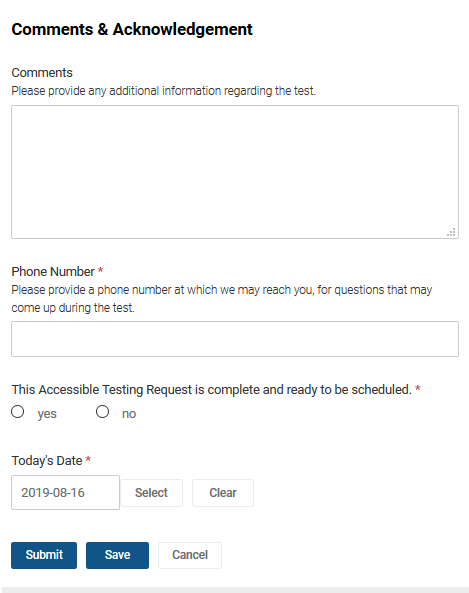 Comments & Acknowledgement
Comments
Please provide any additional information regarding the test.
Phone Number *
Please provide a phone number at which we may reach you, for questions that may
come up during the test.
This Accessible Testing Request is complete and ready to be scheduled. *
yes no
Today's Date *
2019-08-16 Select Clear
Submit Save Cancel